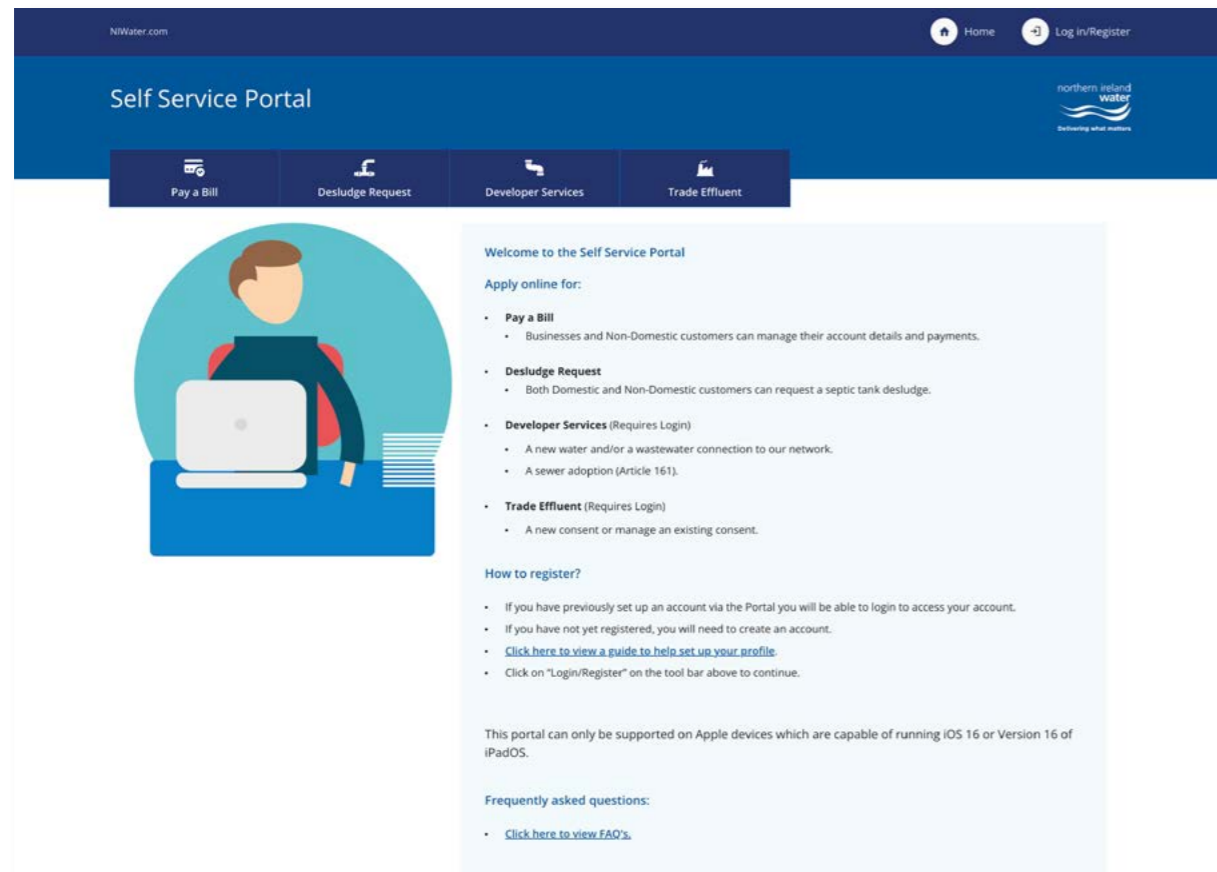 NIWater.com
Home
Log in/Register
Self Service Portal
northern ireland
water
Delivering what matters
Pay a Bill
Desludge Request
Developer Services
Trade Effluent
Welcome to the Self Service Portal
Apply online for:
• Pay a Bill
• Businesses and Non-Domestic customers can manage their account details and payments.
• Desludge Request
• Both Domestic and Non-Domestic customers can request a septic tank desludge.
• Developer Services (Requires Login)
• A new water and/or a wastewater connection to our network.
• A sewer adoption (Article 161).
• Trade Effluent (Requires Login)
• A new consent or manage an existing consent.
How to register?
• If you have previously set up an account via the Portal you will be able to login to access your account.
• If you have not yet registered, you will need to create an account.
• Click here to view a guide to help set up your profile.
• Click on "Login/Register" on the tool bar above to continue.
This portal can only be supported on Apple devices which are capable of running iOS 16 or Version 16 of
iPadOS.
Frequently asked questions:
• Click here to view FAQ's.